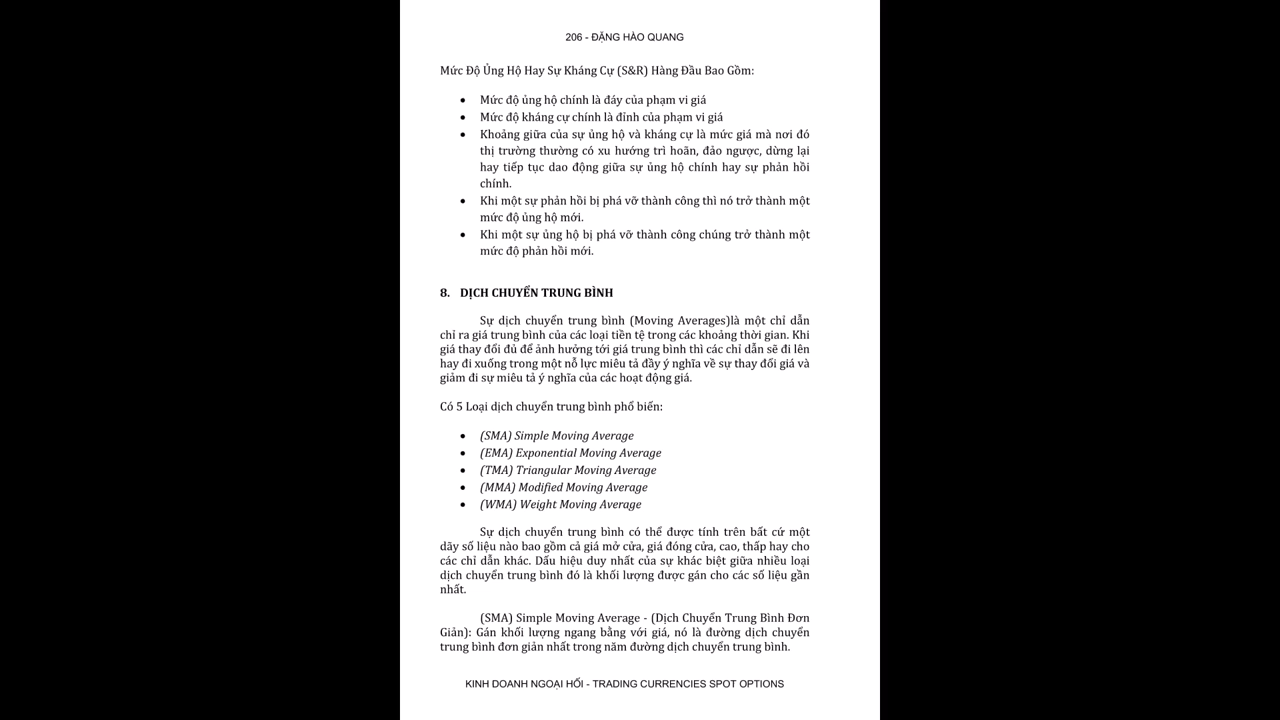 206 - ĐẶNG HÀO QUANG
Mức Độ Ủng Hộ Hay Sự Kháng Cự (S&R) Hàng Đầu Bao Gồm:
• Mức độ ủng hộ chính là đáy của phạm vi giá
• Mức độ kháng cự chính là đỉnh của phạm vi giá
• Khoảng giữa của sự ủng hộ và kháng cự là mức giá mà nơi đó
thị trường thường có xu hướng trì hoãn, đảo ngược, dừng lại
hay tiếp tục dao động giữa sự ủng hộ chính hay sự phản hồi
chính.
• Khi một sự phản hồi bị phá vỡ thành công thì nó trở thành một
mức độ ủng hộ mới.
• Khi một sự ủng hộ bị phá vỡ thành công chúng trở thành một
mức độ phản hồi mới.
8. DỊCH CHUYỂN TRUNG BÌNH
Sự dịch chuyển trung bình (Moving Averages)là một chỉ dẫn
chỉ ra giá trung bình của các loại tiền tệ trong các khoảng thời gian. Khi
giá thay đổi đủ để ảnh hưởng tới giá trung bình thì các chỉ dẫn sẽ đi lên
hay đi xuống trong một nỗ lực miêu tả đầy ý nghĩa về sự thay đổi giá và
giảm đi sự miêu tả ý nghĩa của các hoạt động giá.
Có 5 Loại dịch chuyển trung bình phổ biến:
• (SMA) Simple Moving Average
• (EMA) Exponential Moving Average
• (TMA) Triangular Moving Average
• (MMA) Modified Moving Average
• (WMA) Weight Moving Average
Sự dịch chuyển trung bình có thể được tính trên bất cứ một
dãy số liệu nào bao gồm cả giá mở cửa, giá đóng cửa, cao, thấp hay cho
các chỉ dẫn khác. Dấu hiệu duy nhất của sự khác biệt giữa nhiều loại
dịch chuyển trung bình đó là khối lượng được gán cho các số liệu gần
nhất.
(SMA) Simple Moving Average - (Dịch Chuyển Trung Bình Đơn
Giản): Gán khối lượng ngang bằng với giá, nó là đường dịch chuyển
trung bình đơn giản nhất trong năm đường dịch chuyển trung bình.
KINH DOANH NGOẠI HỐI - TRADING CURRENCIES SPOT OPTIONS